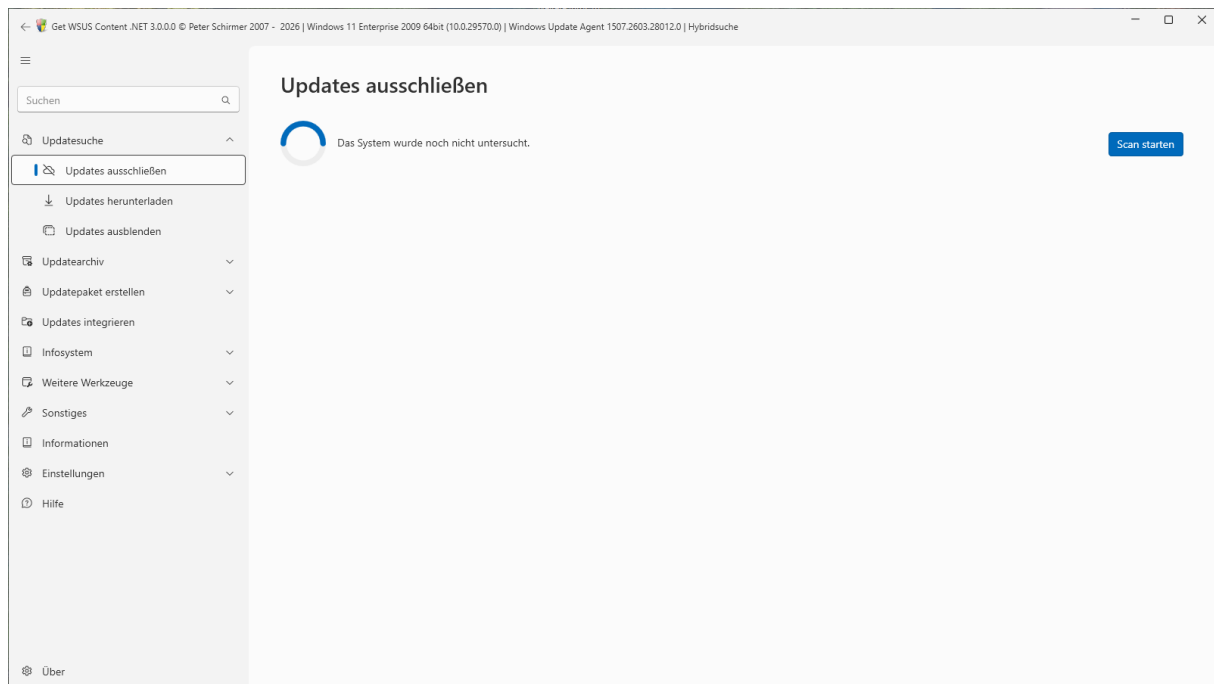 Get WSUS Content .NET 3.0.0.0 © Peter Schirmer 2007 - 2026 | Windows 11 Enterprise 2009 64bit (10.0.29570.0) | Windows Update Agent 1507.2603.28012.0 | Hybridsuche
Suchen
Updatesuche
Updates ausschließen
Updates herunterladen
Updates ausblenden
Updatearchiv
Updatepaket erstellen
Updates integrieren
Infosystem
Weitere Werkzeuge
Sonstiges
Informationen
Einstellungen
Hilfe
Über
Updates ausschließen
Das System wurde noch nicht untersucht.
Scan starten